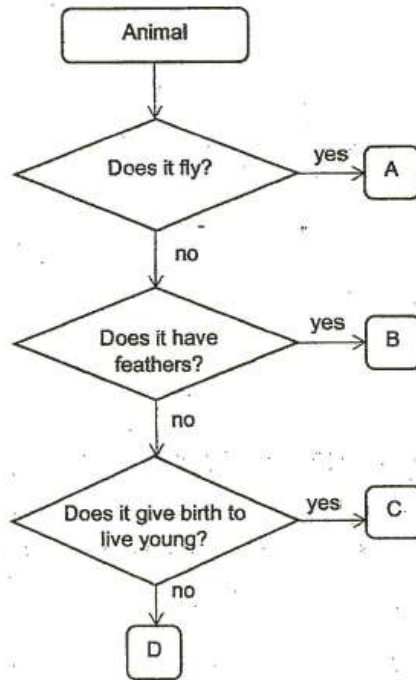 Animal
Does it fly?
yes
A
no
Does it have
feathers?
yes
B
no
Does it give birth to
live young?
yes
C
no
D